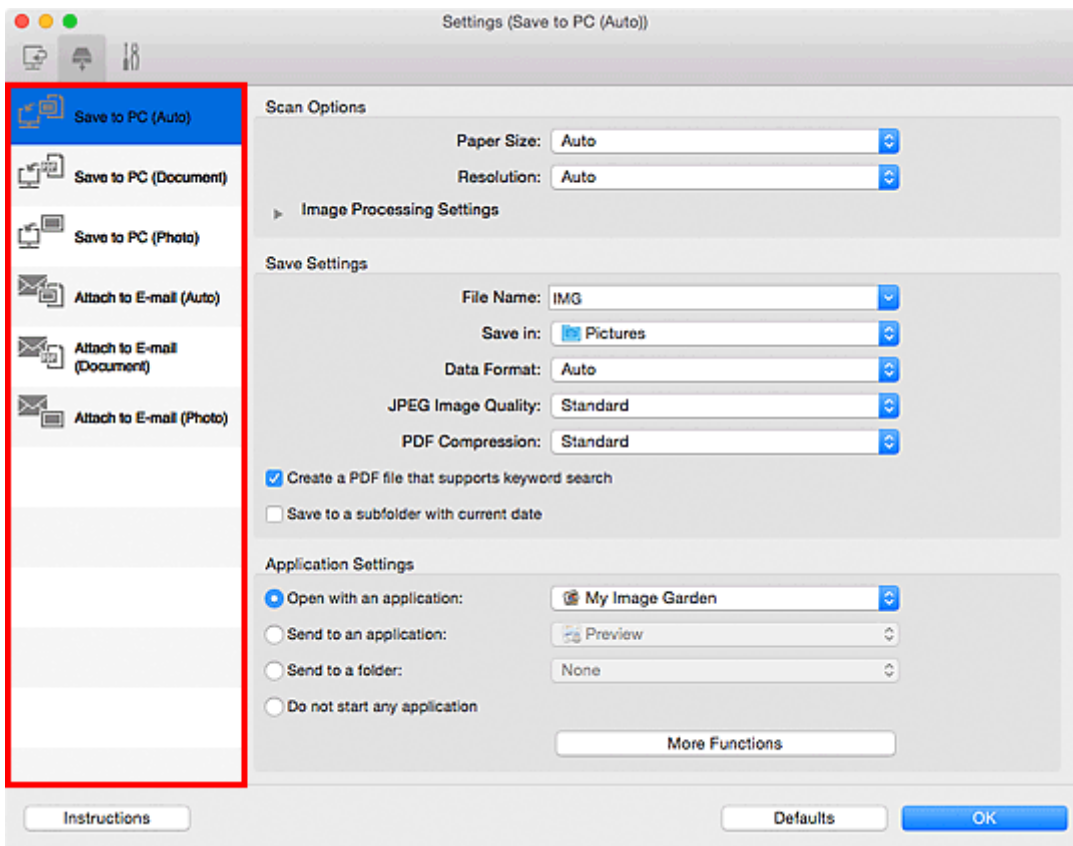 Settings (Save to PC (Auto))
Save to PC (Auto)
Save to PC (Document)
Save to PC (Photo)
Attach to E-mail (Auto)
Attach to E-mail
(Document)
Attach to E-mail (Photo)
Scan Options
Paper Size: Auto
Resolution: Auto
Image Processing Settings
Save Settings
File Name: IMG
Save in: Pictures
Data Format: Auto
JPEG Image Quality: Standard
PDF Compression: Standard
Create a PDF file that supports keyword search
Save to a subfolder with current date
Application Settings
Open with an application: My Image Garden
Send to an application: Preview
Send to a folder: None
Do not start any application
More Functions
Instructions
Defaults
OK